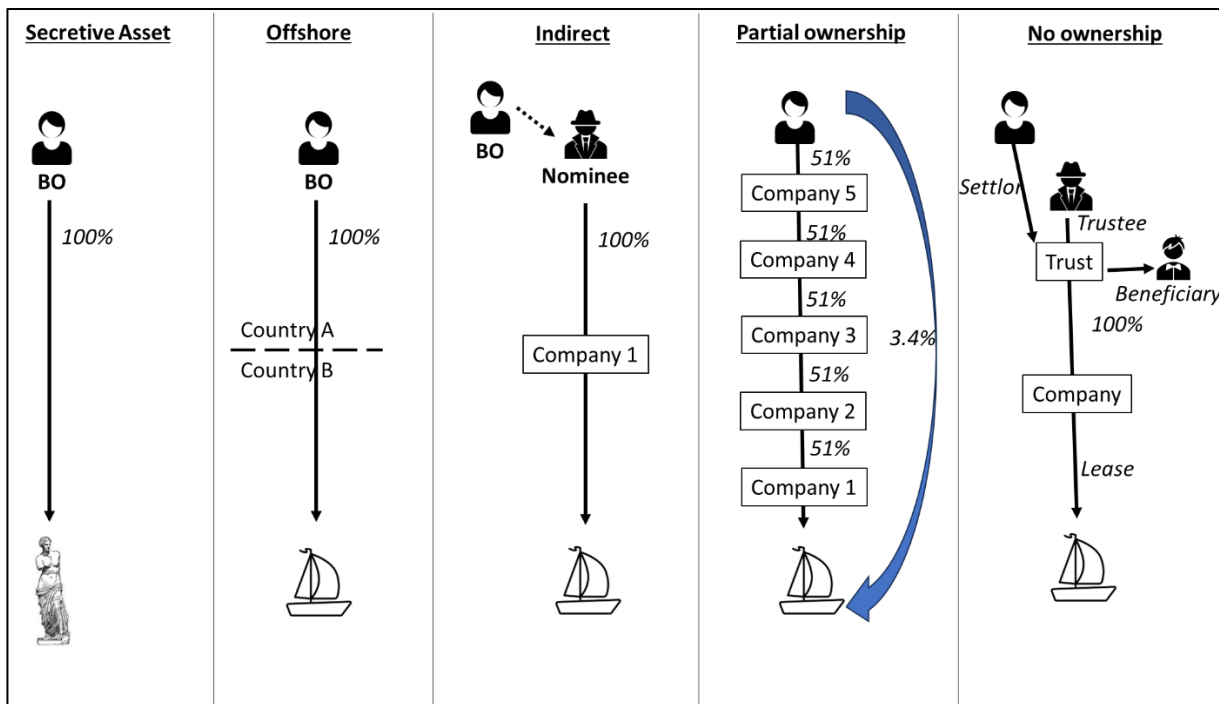 Secretive Asset
BO
100%
Offshore
BO
100%
Country A
Country B
Indirect
BO
Nominee
100%
Company 1
Partial ownership
51%
Company 5
51%
Company 4
51%
Company 3
3.4%
51%
Company 2
51%
Company 1
No ownership
Settlor
Trustee
Trust
Beneficiary
100%
Company
Lease